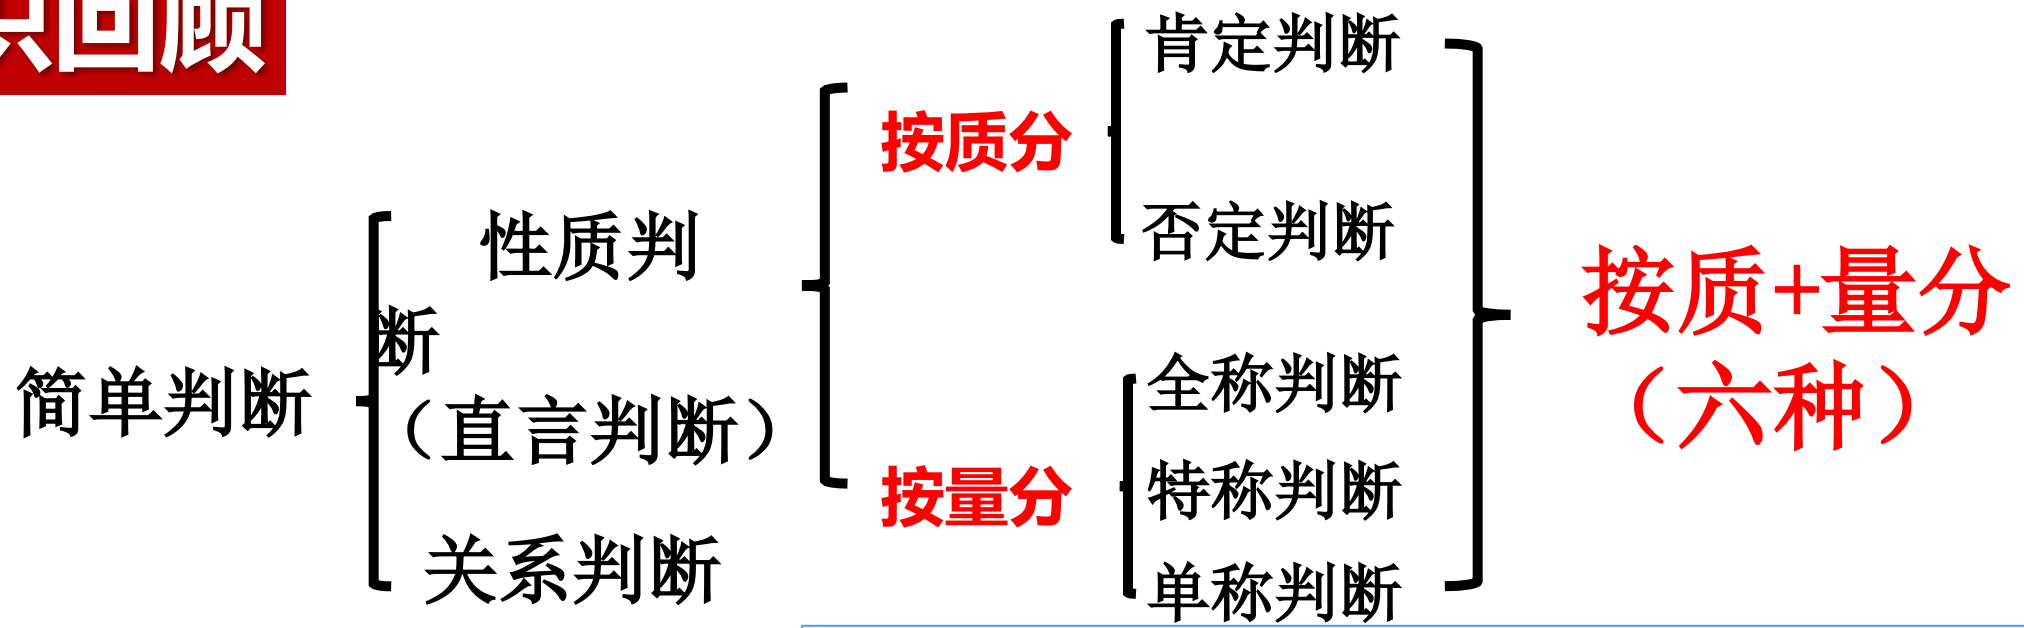 回顾
简单判断
性质判
断
（直言判断）
关系判断
按质分
肯定判断
否定判断
按量分
全称判断
特称判断
单称判断
按质+量分
（六种）